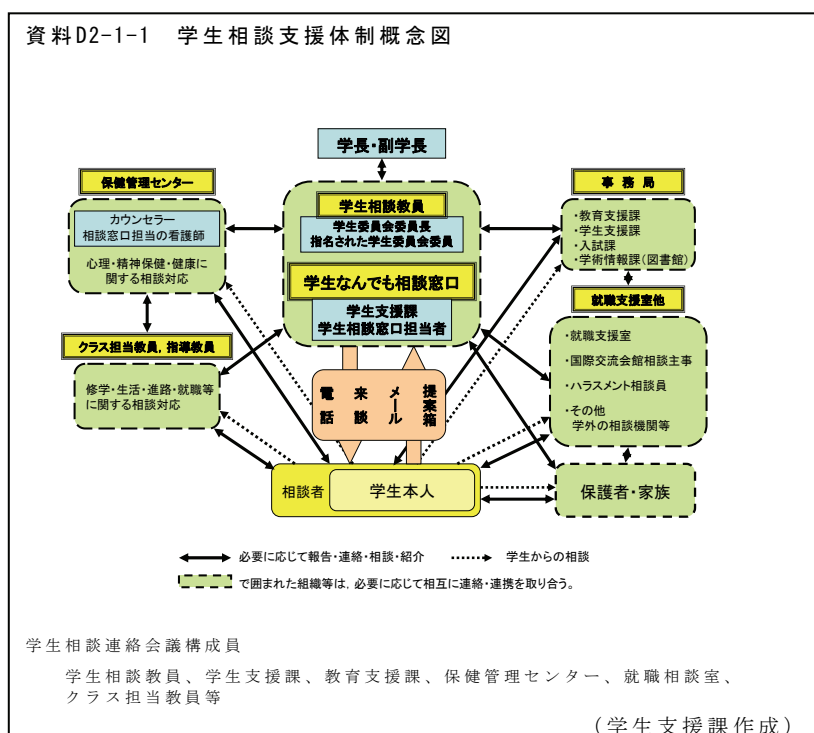 資料D2-1-1 学生相談支援体制概念図
学長・副学長
保健管理センター
カウンセラー
相談窓口担当の看護師
心理・精神保健・健康に
関する相談対応
クラス担当教員，指導教員
修学・生活・進路・就職等
に関する相談対応
学生相談教員
学生委員会委員長
指名された学生委員会委員
学生なんでも相談窓口
学生支援課
学生相談窓口担当者
電話
来談
メール
提案箱
事務局
・教育支援課
・学生支援課
・入試課
・学術情報課（図書館）
就職支援室他
・就職支援室
・国際交流会館相談主事
・ハラスメント相談員
・その他
学外の相談機関等
相談者
学生本人
保護者・家族
必要に応じて報告・連絡・相談・紹介
学生からの相談
で囲まれた組織等は，必要に応じて相互に連絡・連携を取り合う。
学生相談連絡会議構成員
学生相談教員、学生支援課、教育支援課、保健管理センター、就職相談室、
クラス担当教員等
（学生支援課作成）